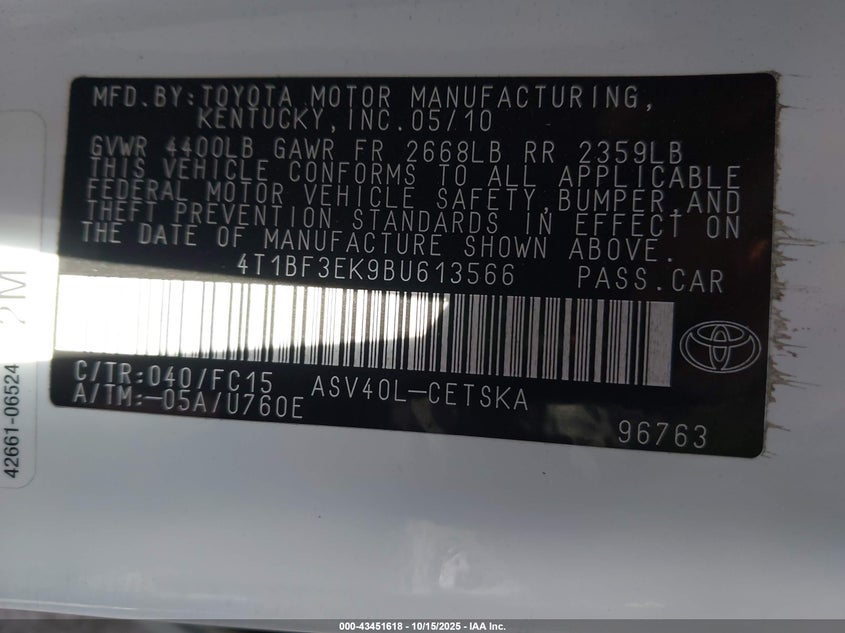 MFD.BY:TOYOTA MOTOR MANUFACTURING,
KENTUCKY,INC.05/10
GVWR 4400LB GAWR FR 2668LB RR 2359LB
THIS VEHICLE CONFORMS TO ALL APPLICABLE
FEDERAL MOTOR VEHICLE SAFETY,BUMPER,AND
THEFT PREVENTION STANDARDS IN EFFECT ON
THE DATE OF MANUFACTURE SHOWN ABOVE.
4T1BF3EK9BU613566 PASS.CAR
C/TR:040/FC15 ASV40L-CETSKA
A/TM:-05A/U760E
96763
42661-06524
2M
000-43451618 - 10/15/2025 - IAA Inc.